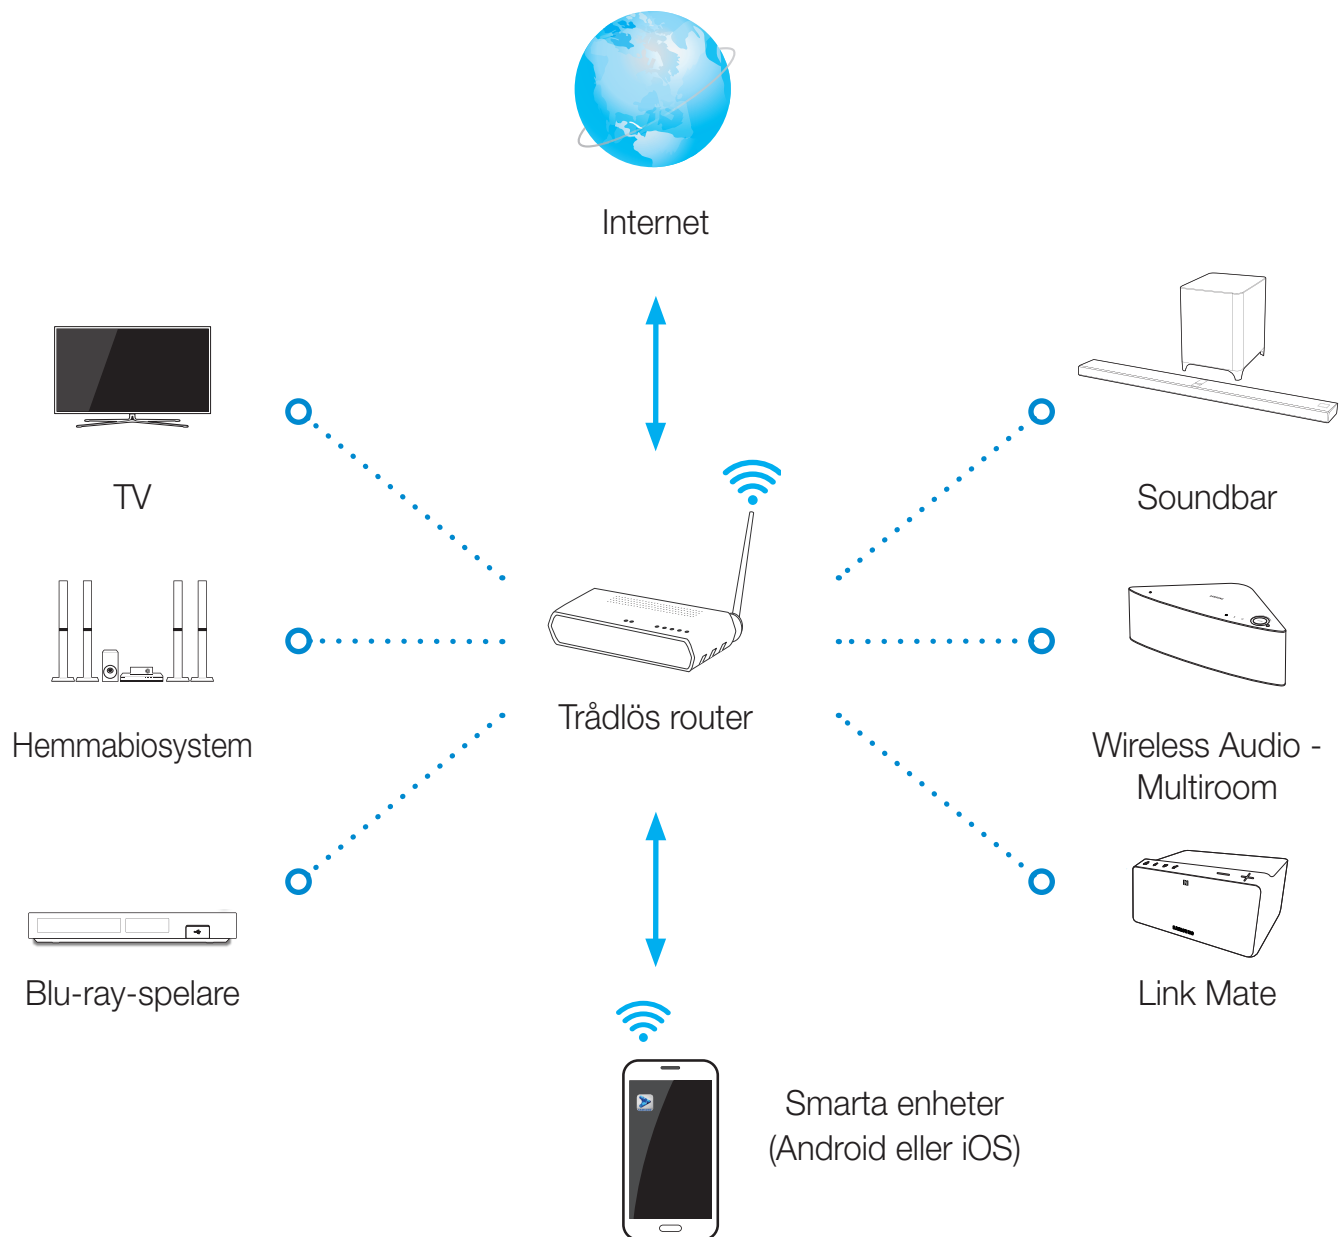 Internet
TV
Soundbar
Trådlös router
Hemmabiosystem
Wireless Audio -
Multiroom
Blu-ray-spelare
Link Mate
Smarta enheter
(Android eller iOS)